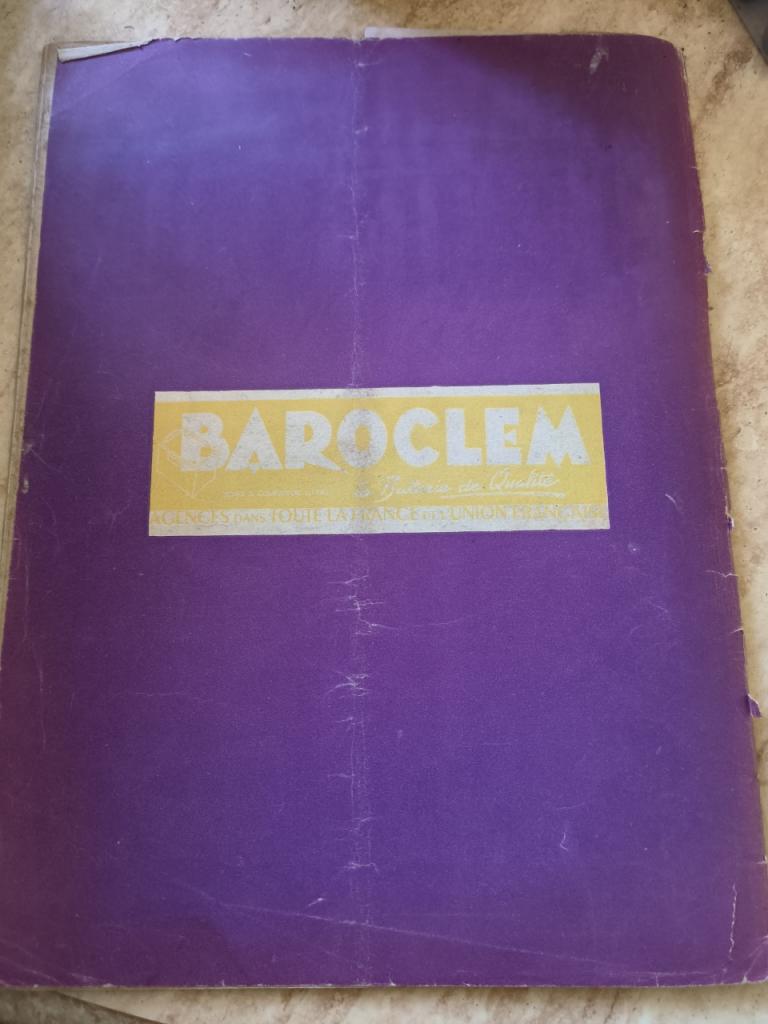 BAROCLEM
la Batterie de Qualité
AGENCES DANS TOUTE LA FRANCE ET L'UNION FRANÇAISE